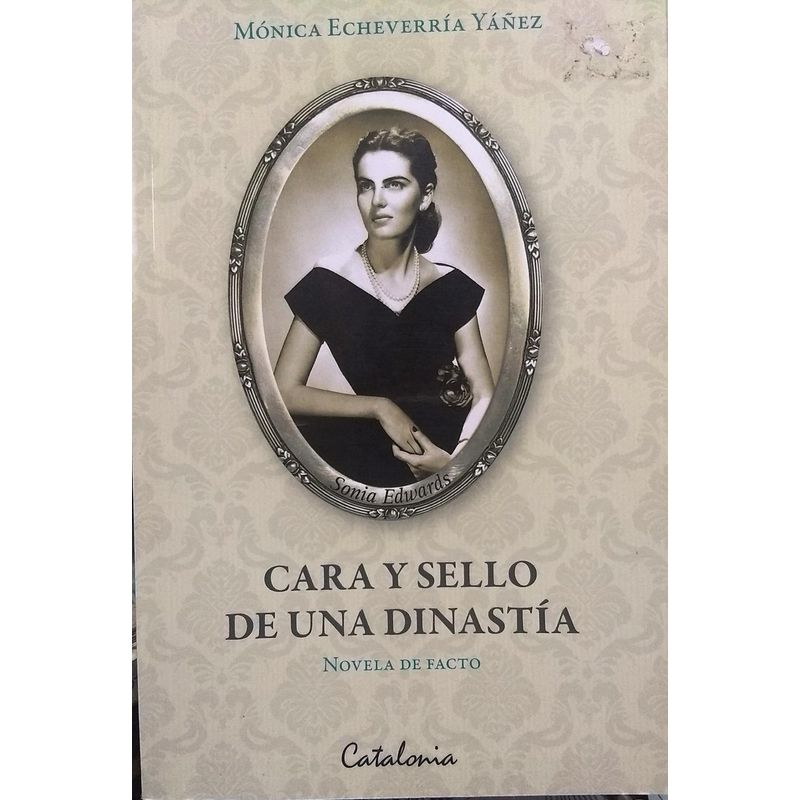 Mónica Echeverría Yáñez
Sonia Edwards
CARA Y SELLO
DE UNA DINASTÍA
Novela de facto
Catalonia